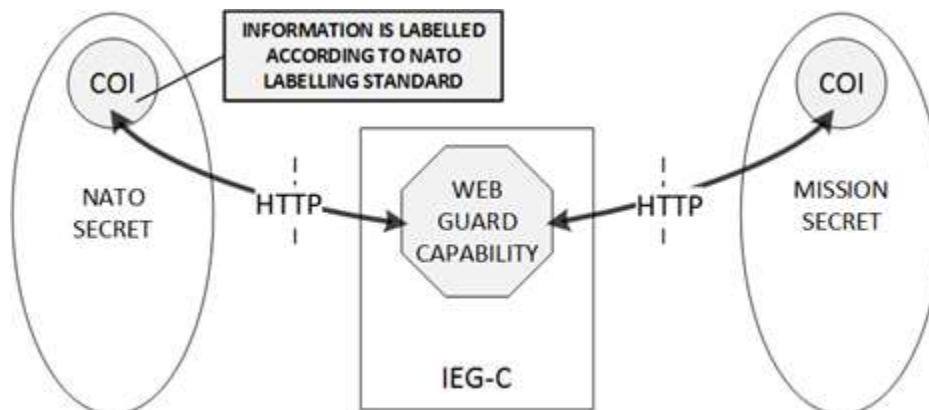 INFORMATION IS LABELLED
ACCORDING TO NATO
LABELLING STANDARD
COI
COI
NATO
SECRET
HTTP
WEB
GUARD
CAPABILITY
HTTP
MISSION
SECRET
IEG-C